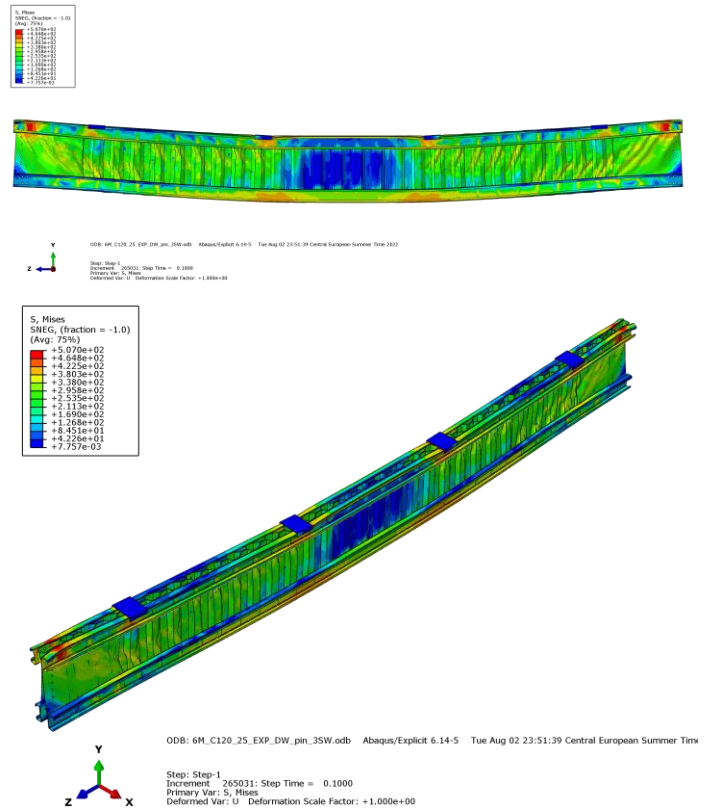 S, Mises
SNEG, (fraction = -1.0)
(Avg: 75%)
+5.070e+02
+4.648e+02
+4.225e+02
+3.803e+02
+3.380e+02
+2.958e+02
+2.535e+02
+2.113e+02
+1.690e+02
+1.268e+02
+8.451e+01
+4.226e+01
+7.757e-03
Y
Z
ODB: 6M_C120_25_EXP_DW_pin_3SW.odb Abaqus/Explicit 6.14-5 Tue Aug 02 23:51:39 Central European Summer Time 2022
Step: Step-1
Increment 265031: Step Time = 0.1000
Primary Var: S, Mises
Deformed Var: U Deformation Scale Factor: +1.000e+00
S, Mises
SNEG, (fraction = -1.0)
(Avg: 75%)
+5.070e+02
+4.648e+02
+4.225e+02
+3.803e+02
+3.380e+02
+2.958e+02
+2.535e+02
+2.113e+02
+1.690e+02
+1.268e+02
+8.451e+01
+4.226e+01
+7.757e-03
ODB: 6M_C120_25_EXP_DW_pin_3SW.odb Abaqus/Explicit 6.14-5 Tue Aug 02 23:51:39 Central European Summer Tim
Y
Z X
Step: Step-1
Increment 265031: Step Time = 0.1000
Primary Var: S, Mises
Deformed Var: U Deformation Scale Factor: +1.000e+00